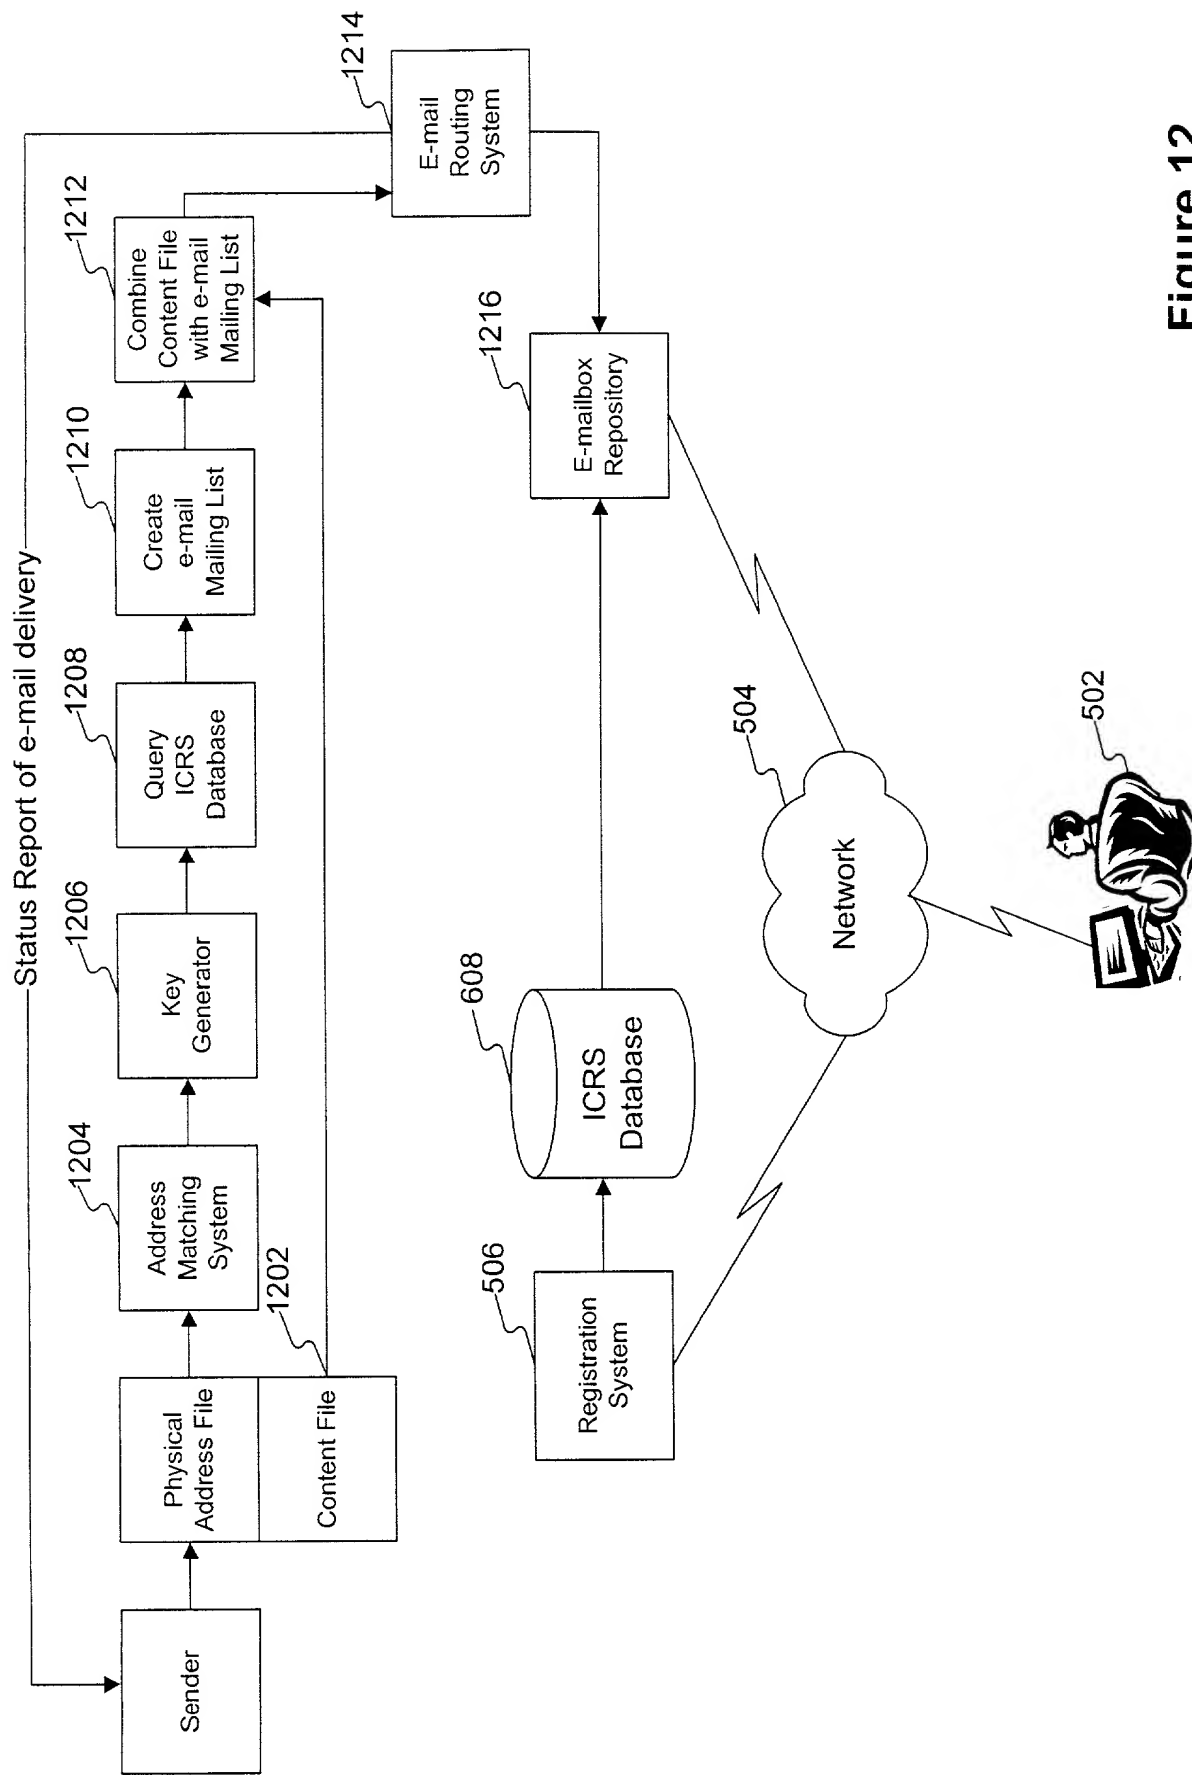 Status Report of e-mail delivery
Sender
Physical
Address File
Content File
1202
Address
Matching
System
1204
Key
Generator
1206
Query
ICRS
Database
1208
Create
e-mail
Mailing List
1210
Combine
Content File
with e-mail
Mailing List
1212
E-mail
Routing
System
1214
Registration
System
506
ICRS
Database
608
E-mailbox
Repository
1216
Network
504
502
Figure 12